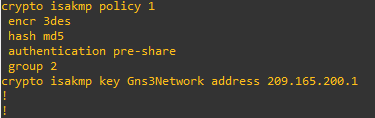 crypto isakmp policy 1
 encr 3des
 hash md5
 authentication pre-share
 group 2
crypto isakmp key Gns3Network address 209.165.200.1
!
!